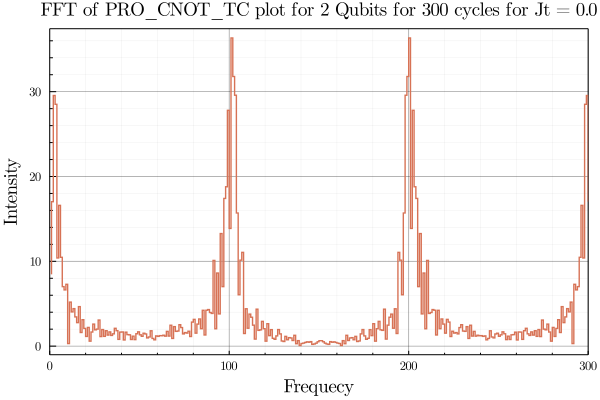 FFT of PRO_CNOT_TC plot for 2 Qubits for 300 cycles for Jt = 0.0
30
20
10
0
Intensity
0 100 200 300
Frequecy